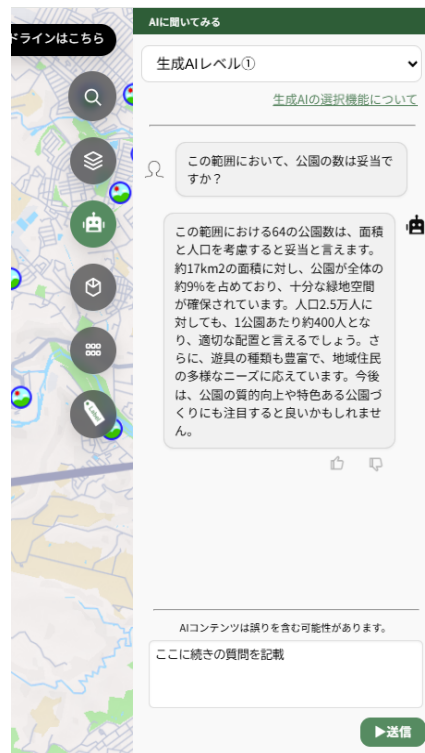 ドラインはこちら
AIに聞いてみる
生成AIレベル①
生成AIの選択機能について
この範囲において、公園の数は妥当で
すか？
この範囲における64の公園数は、面積
と人口を考慮すると妥当と言えます。
約17km2の面積に対し、公園が全体の
約9%を占めており、十分な緑地空間
が確保されています。人口2.5万人に
対しても、1公園あたり約400人とな
り、適切な配置と言えるでしょう。さ
らに、遊具の種類も豊富で、地域住民
の多様なニーズに応えています。今後
は、公園の質的向上や特色ある公園づ
くりにも注目すると良いかもしれませ
ん。
Label
AIコンテンツは誤りを含む可能性があります。
ここに続きの質問を記載
▶送信